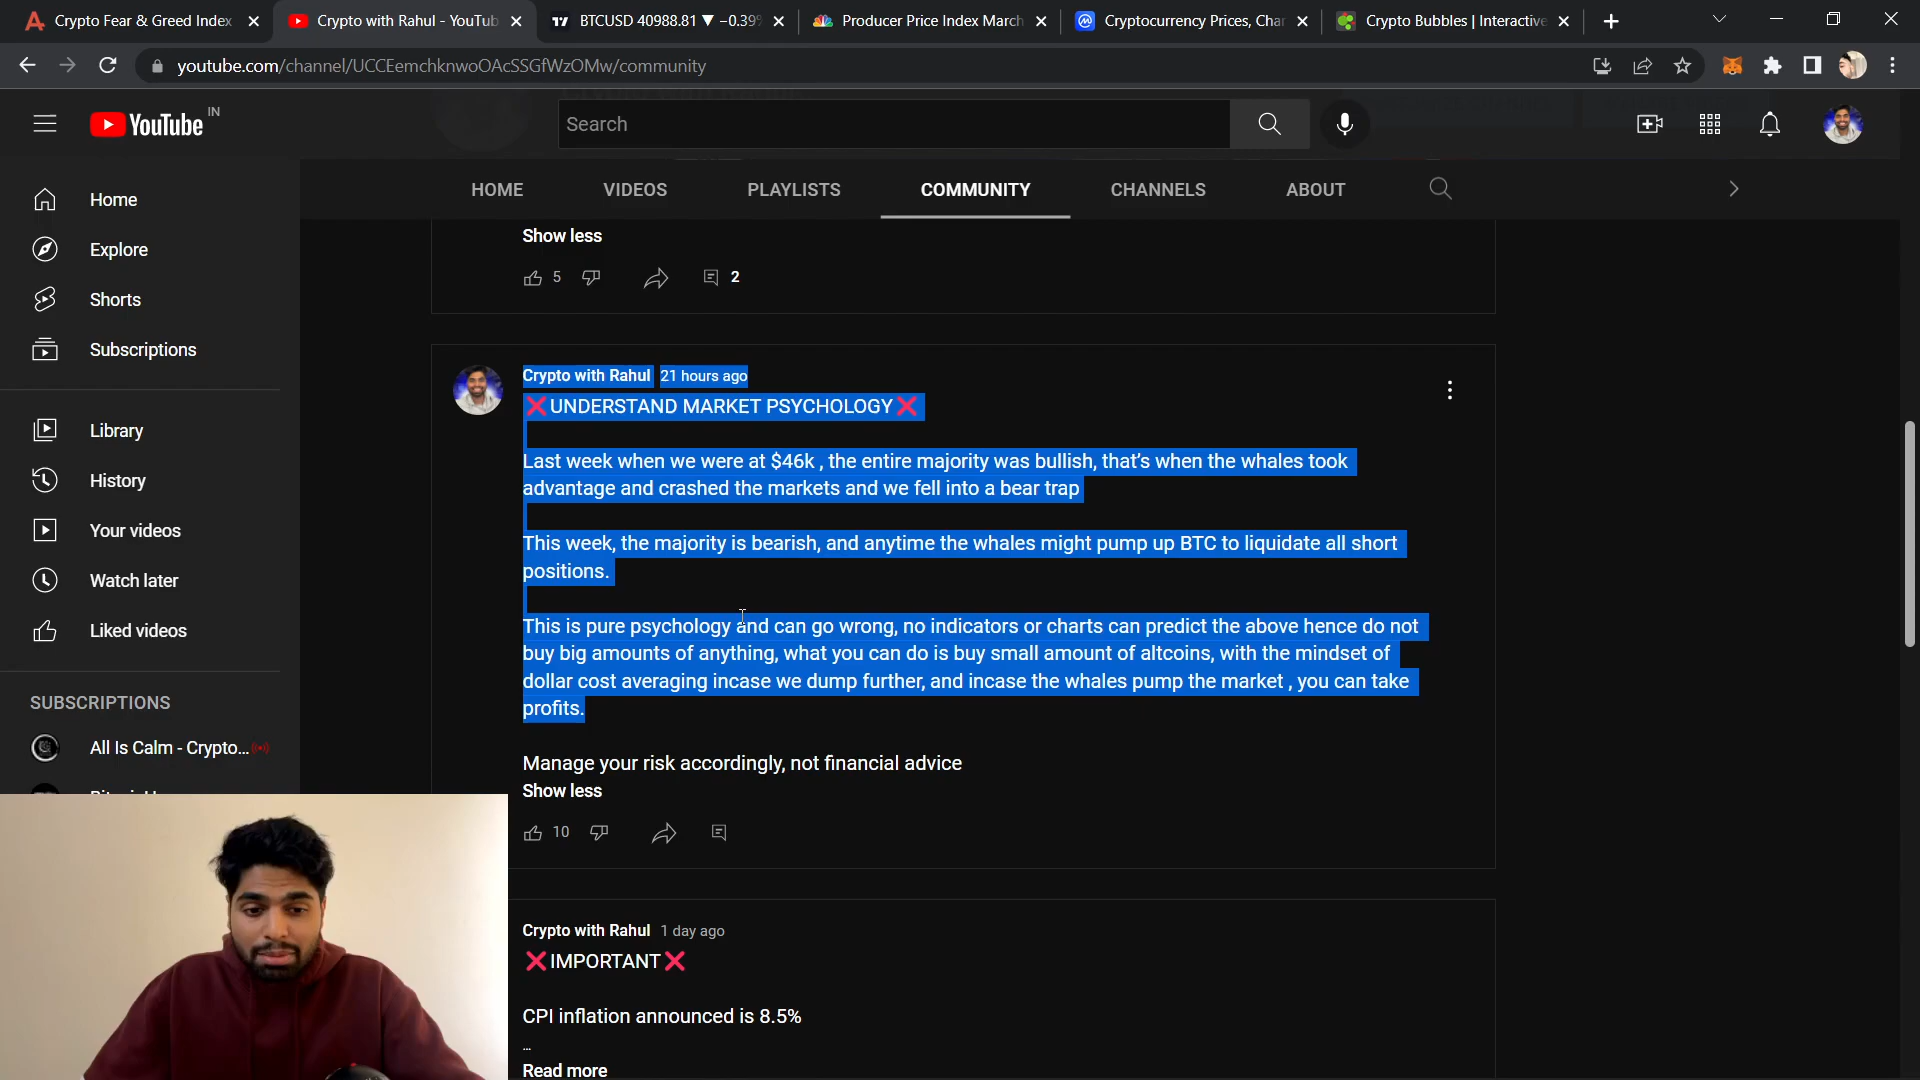 Crypto Fear & Greed Index
Crypto with Rahul - YouTub
BTCUSD 40988.81 ▼ −0.39%
Producer Price Index March
Cryptocurrency Prices, Char
Crypto Bubbles | Interactive
youtube.com/channel/UCCEemchknwoOAcSSGfWzOMw/community
YouTube IN
Search
HOME VIDEOS PLAYLISTS COMMUNITY CHANNELS ABOUT
Home
Explore
Shorts
Subscriptions
Library
History
Your videos
Watch later
Liked videos
SUBSCRIPTIONS
All Is Calm - Crypto...
Show less
5 2
Crypto with Rahul 21 hours ago
❌UNDERSTAND MARKET PSYCHOLOGY❌
Last week when we were at $46k , the entire majority was bullish, that’s when the whales took
advantage and crashed the markets and we fell into a bear trap
This week, the majority is bearish, and anytime the whales might pump up BTC to liquidate all short
positions.
This is pure psychology and can go wrong, no indicators or charts can predict the above hence do not
buy big amounts of anything, what you can do is buy small amount of altcoins, with the mindset of
dollar cost averaging incase we dump further, and incase the whales pump the market , you can take
profits.
Manage your risk accordingly, not financial advice
Show less
10
Crypto with Rahul 1 day ago
❌IMPORTANT❌
CPI inflation announced is 8.5%
...
Read more